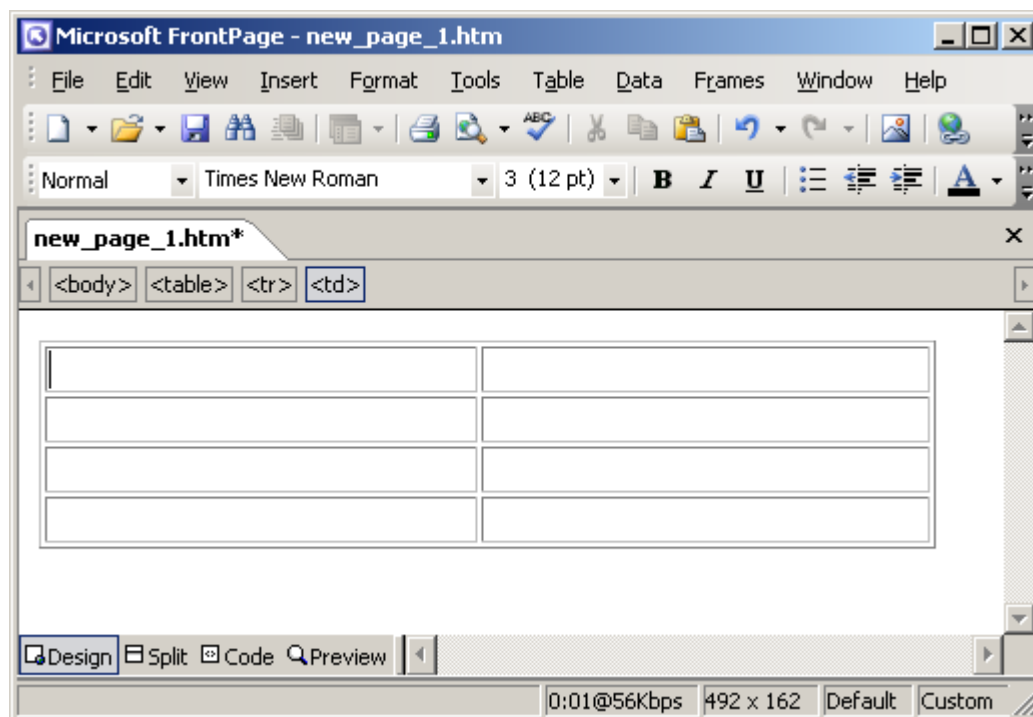 Microsoft FrontPage - new_page_1.htm
File Edit View Insert Format Tools Table Data Frames Window Help
ABC
Normal Times New Roman 3 (12 pt) B I U A
new_page_1.htm*
<body> <table> <tr> <td>
Design Split Code Preview
0:01@56Kbps 492 x 162 Default Custom